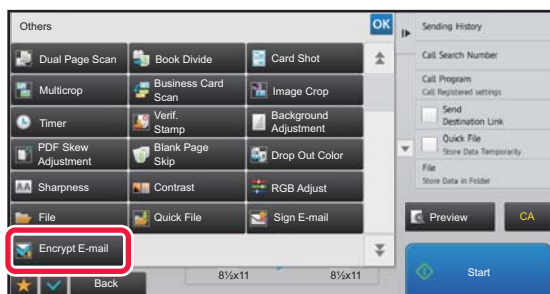 Others
OK
Dual Page Scan
Book Divide
Card Shot
Multicrop
Business Card
Scan
Image Crop
Timer
Verif.
Stamp
Background
Adjustment
PDF Skew
Adjustment
Blank Page
Skip
Drop Out Color
AA Sharpness
Contrast
RGB Adjust
File
Quick File
Sign E-mail
Encrypt E-mail
Back
8½x11
8½x11
Sending History
Call Search Number
Call Program
Call Registered settings
Send
Destination Link
Quick File
Store Data Temporarily
File
Store Data in Folder
Preview
CA
Start